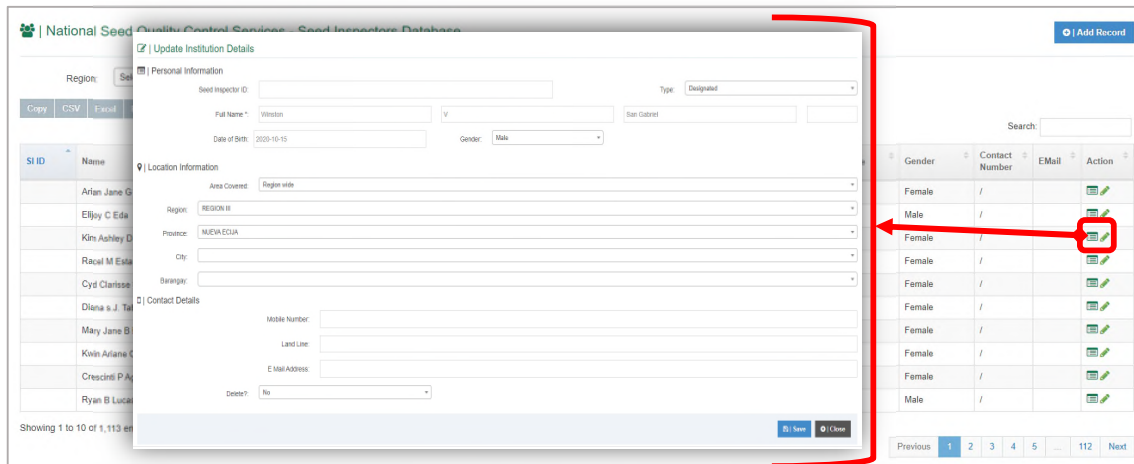 | National Seed Quality Control Services - Seed Inspectors Database
| Add Record
Region:
Copy CSV Excel
Search:
SI ID Name Gender Contact Number EMail Action
Arian Jane G Female /
Elljoy C Eda Male /
Kim Ashley D Female /
Racel M Esta Female /
Cyd Clarisse Female /
Diana s.J. Female /
Mary Jane B Female /
Kwin Ariane Female /
Crescinti P Female /
Ryan B Lucas Male /
Showing 1 to 10 of 1,113
Previous 1 2 3 4 5 ... 112 Next
| Update Institution Details
| Personal Information
Seed Inspector ID: Type: Designated
Full Name *: Winston V San Gabriel
Date of Birth: 2020-10-15 Gender: Male
| Location Information
Area Covered: Region wide
Region: REGION III
Province: NUEVA ECIJA
City:
Barangay:
| Contact Details
Mobile Number:
Land Line:
E Mail Address:
Delete?: No
| Save | Close